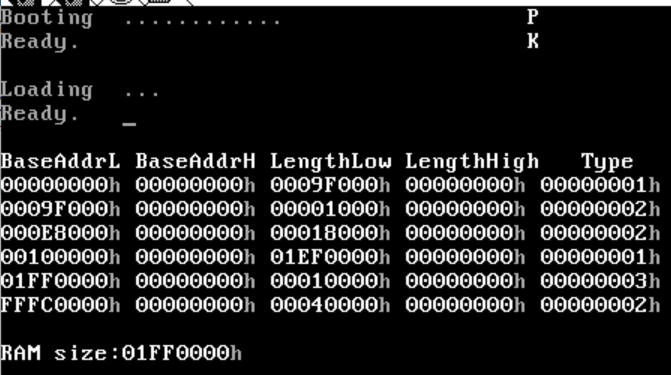 Booting ............ P
Ready. K
Loading ...
Ready. _
BaseAddrL BaseAddrH LengthLow LengthHigh Type
00000000h 00000000h 0009F000h 00000000h 00000001h
0009F000h 00000000h 00001000h 00000000h 00000002h
000E8000h 00000000h 00018000h 00000000h 00000002h
00100000h 00000000h 01EF0000h 00000000h 00000001h
01FF0000h 00000000h 00010000h 00000000h 00000003h
FFFC0000h 00000000h 00040000h 00000000h 00000002h
RAM size:01FF0000h